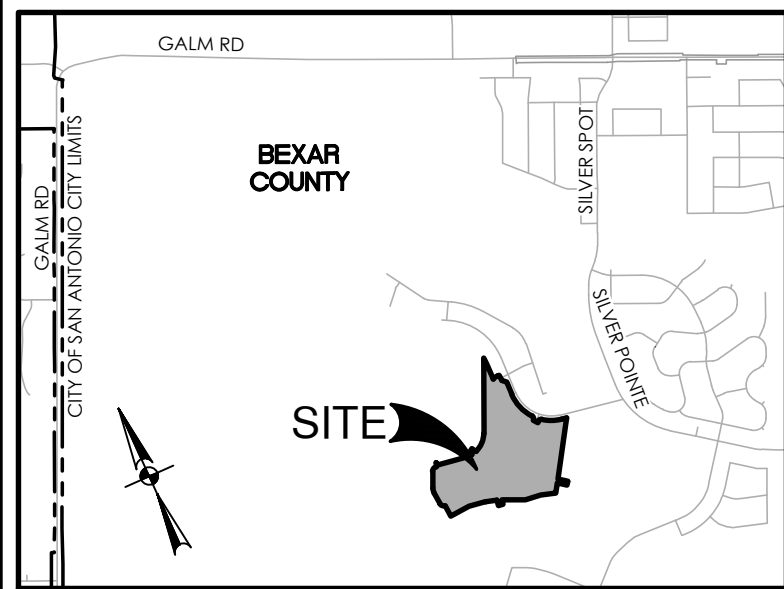 GALM RD
BEXAR
COUNTY
SILVER SPOT
GALM RD
CITY OF SAN ANTONIO CITY LIMITS
SILVER POINTE
SITE